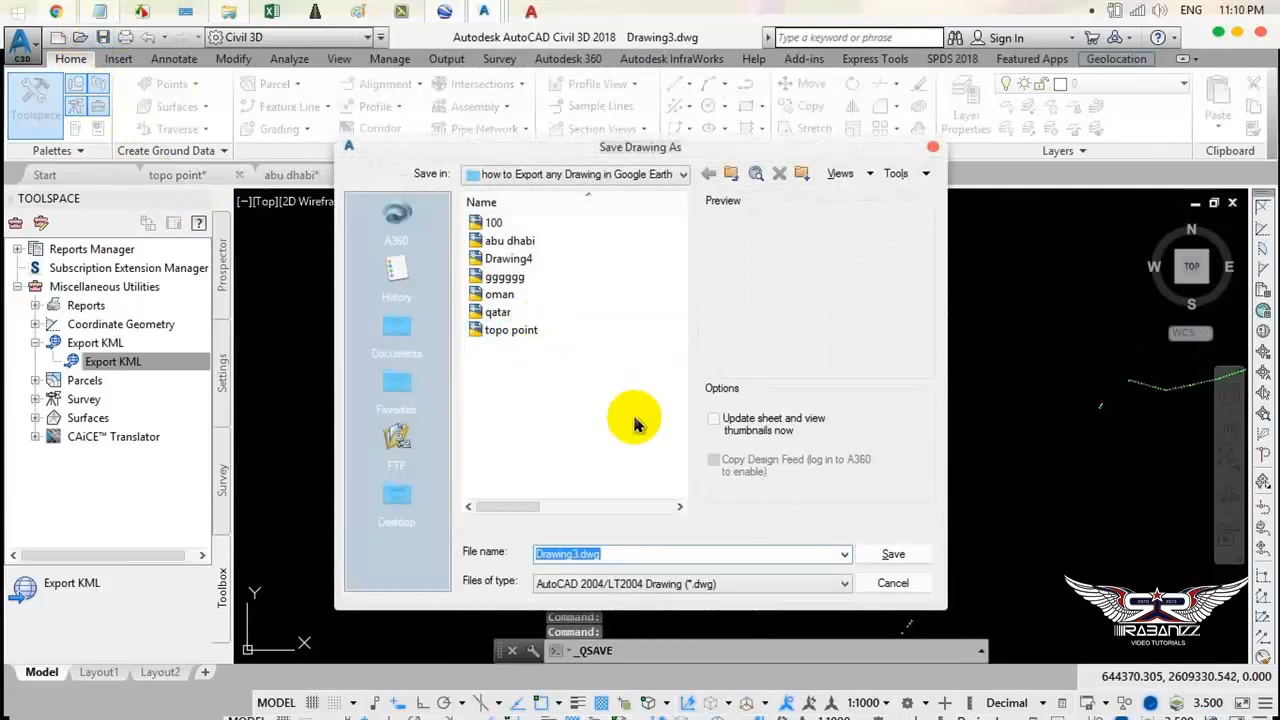 ENG 11:10 PM
C3D Civil 3D Autodesk AutoCAD Civil 3D 2018 Drawing3.dwg Type a keyword or phrase Sign In
Home Insert Annotate Modify Analyze View Manage Output Survey Autodesk 360 Autodesk InfraWorks Help Add-ins Express Tools SPDS 2018 Featured Apps Geolocation
Toolspace
Points Parcel Alignment Intersections Profile View Move
Surfaces Feature Line Profile Assembly Sample Lines Copy
Traverse Grading Corridor Pipe Network Section Views Stretch
Layer Properties
0
Paste
Palettes Create Ground Data Layers Clipboard
Start topo point* abu dhabi*
TOOLSPACE
Reports Manager
Subscription Extension Manager
Miscellaneous Utilities
Reports
Coordinate Geometry
Export KML
Export KML
Parcels
Survey
Surfaces
CAiCE™ Translator
Prospector
Settings
Survey
Toolbox
Export KML
[−][Top][2D Wirefra
Save Drawing As
Save in: how to Export any Drawing in Google Earth Views Tools
A360
History
Documents
Favorites
FTP
Desktop
Name
100
abu dhabi
Drawing4
gggggg
oman
qatar
topo point
Preview
Options
Update sheet and view thumbnails now
Copy Design Feed (log in to A360 to enable)
File name: Drawing3.dwg Save
Files of type: AutoCAD 2004/LT2004 Drawing (*.dwg) Cancel
N
W TOP E
S
WCS
Y
X
Command:
Command:
_QSAVE
RABANIZZ
VIDEO TUTORIALS
Model Layout1 Layout2 +
644370.305, 2609330.542, 0.000
MODEL 1:1000 Decimal 3.500